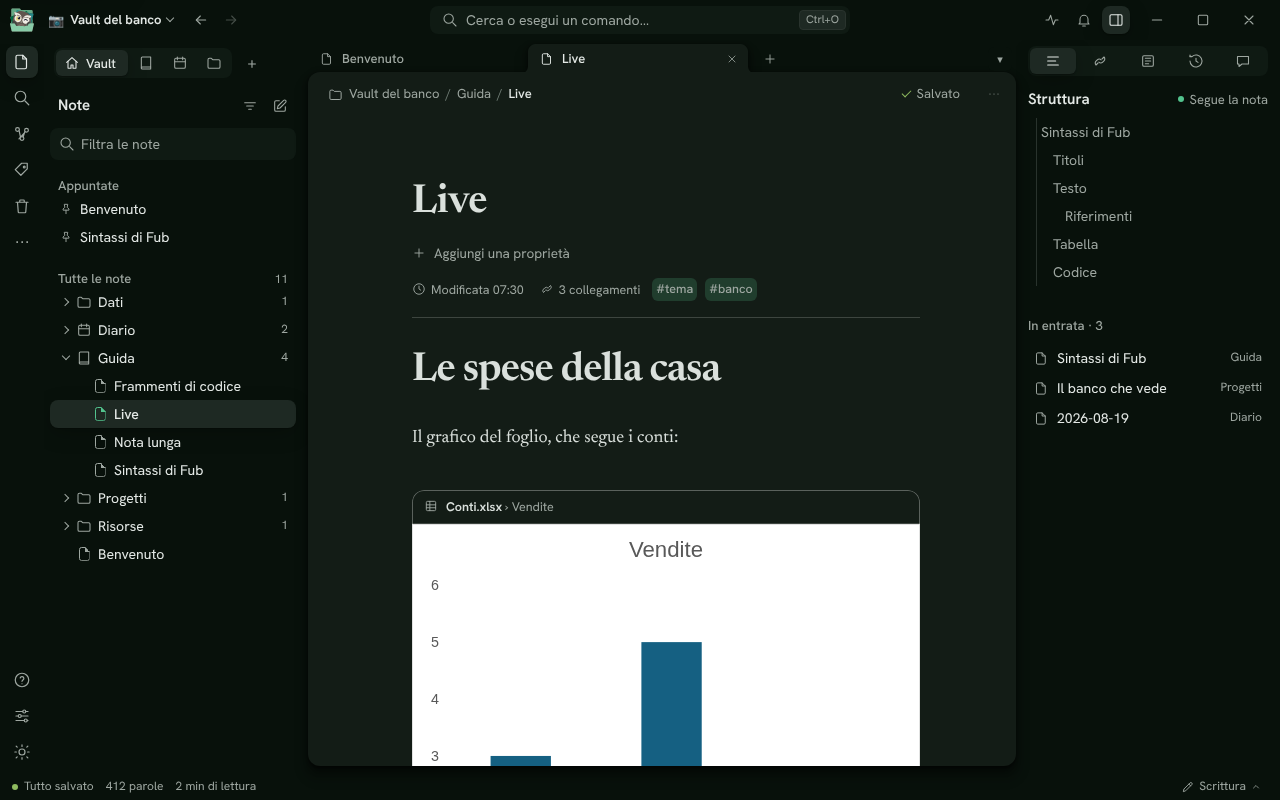 Vault del banco
Cerca o esegui un comando…
Ctrl+O
Vault
Benvenuto
Live
Note
Filtra le note
Appuntate
Benvenuto
Sintassi di Fub
Tutte le note 11
Dati 1
Diario 2
Guida 4
Frammenti di codice
Live
Nota lunga
Sintassi di Fub
Progetti 1
Risorse 1
Benvenuto
Vault del banco / Guida / Live
Salvato
Live
Aggiungi una proprietà
Modificata 07:30 3 collegamenti #tema #banco
Le spese della casa
Il grafico del foglio, che segue i conti:
Conti.xlsx › Vendite
Vendite
6
5
4
3
Struttura
Segue la nota
Sintassi di Fub
Titoli
Testo
Riferimenti
Tabella
Codice
In entrata · 3
Sintassi di Fub Guida
Il banco che vede Progetti
2026-08-19 Diario
Tutto salvato 412 parole 2 min di lettura
Scrittura